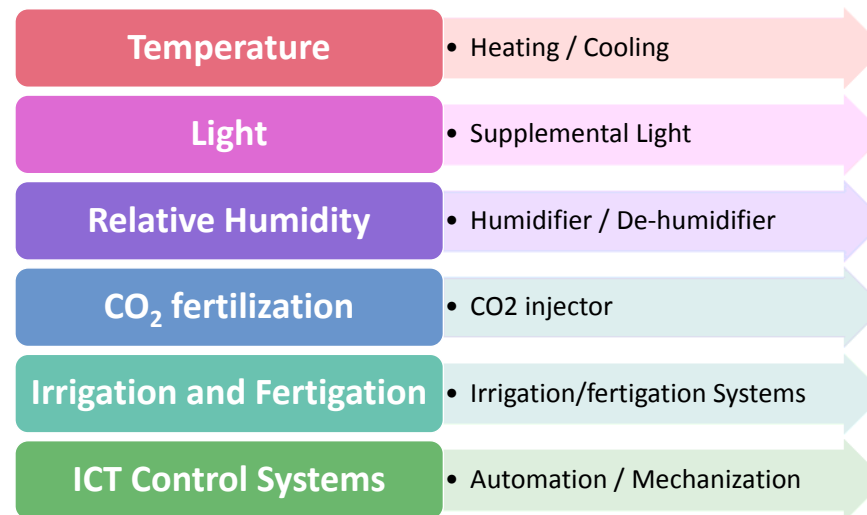 Temperature
• Heating / Cooling
Light
• Supplemental Light
Relative Humidity
• Humidifier / De-humidifier
CO₂ fertilization
• CO2 injector
Irrigation and Fertigation
• Irrigation/fertigation Systems
ICT Control Systems
• Automation / Mechanization